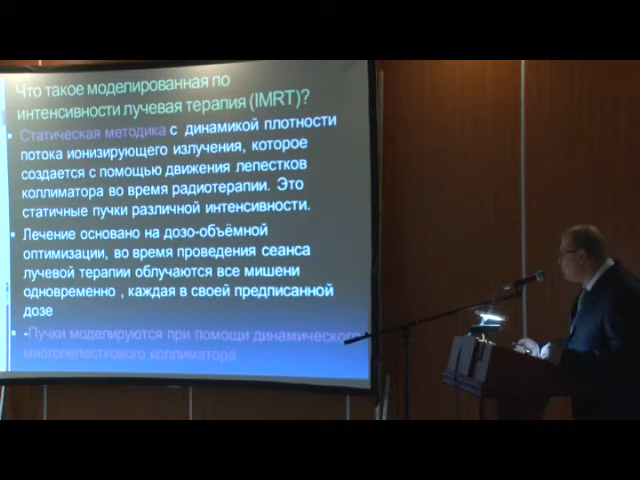 Что такое моделированная по
интенсивности лучевая терапия (IMRT)?
• Статическая методика с динамикой плотности
потока ионизирующего излучения, которое
создается с помощью движения лепестков
коллиматора во время радиотерапии. Это
статичные пучки различной интенсивности.
• Лечение основано на дозо-объёмной
оптимизации, во время проведения сеанса
лучевой терапии облучаются все мишени
одновременно , каждая в своей предписанной
дозе
• -Пучки моделируются при помощи динамического
многолепесткового коллиматора